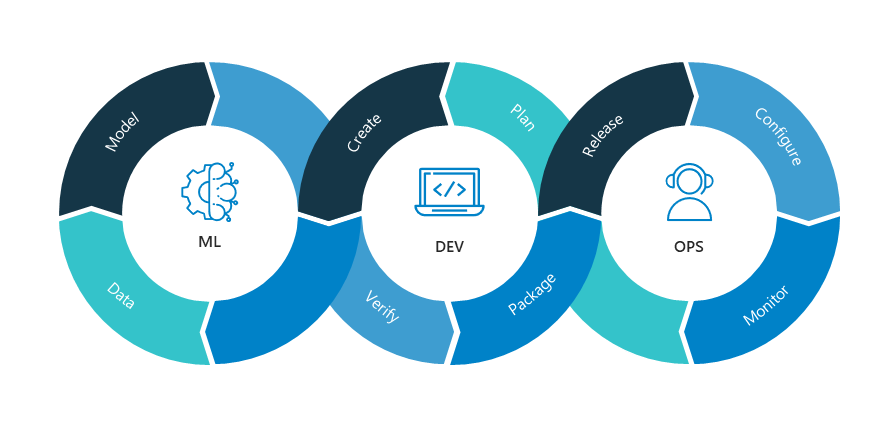 Model
Data
ML
Create
Plan
Verify
Package
DEV
Release
Configure
Monitor
OPS